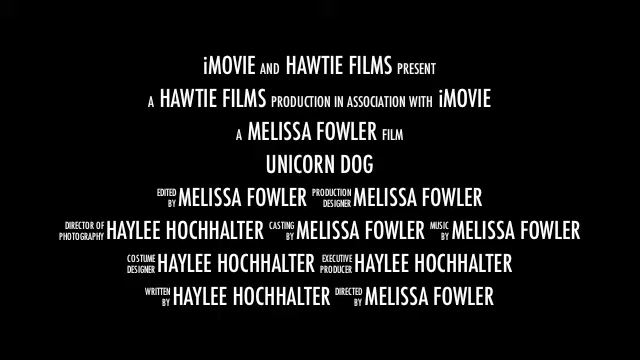 iMOVIE AND HAWTIE FILMS PRESENT
A HAWTIE FILMS PRODUCTION IN ASSOCIATION WITH iMOVIE
A MELISSA FOWLER FILM
UNICORN DOG
EDITED BY MELISSA FOWLER PRODUCTION DESIGNER MELISSA FOWLER
DIRECTOR OF PHOTOGRAPHY HAYLEE HOCHHALTER CASTING BY MELISSA FOWLER MUSIC BY MELISSA FOWLER
COSTUME DESIGNER HAYLEE HOCHHALTER EXECUTIVE PRODUCER HAYLEE HOCHHALTER
WRITTEN BY HAYLEE HOCHHALTER DIRECTED BY MELISSA FOWLER